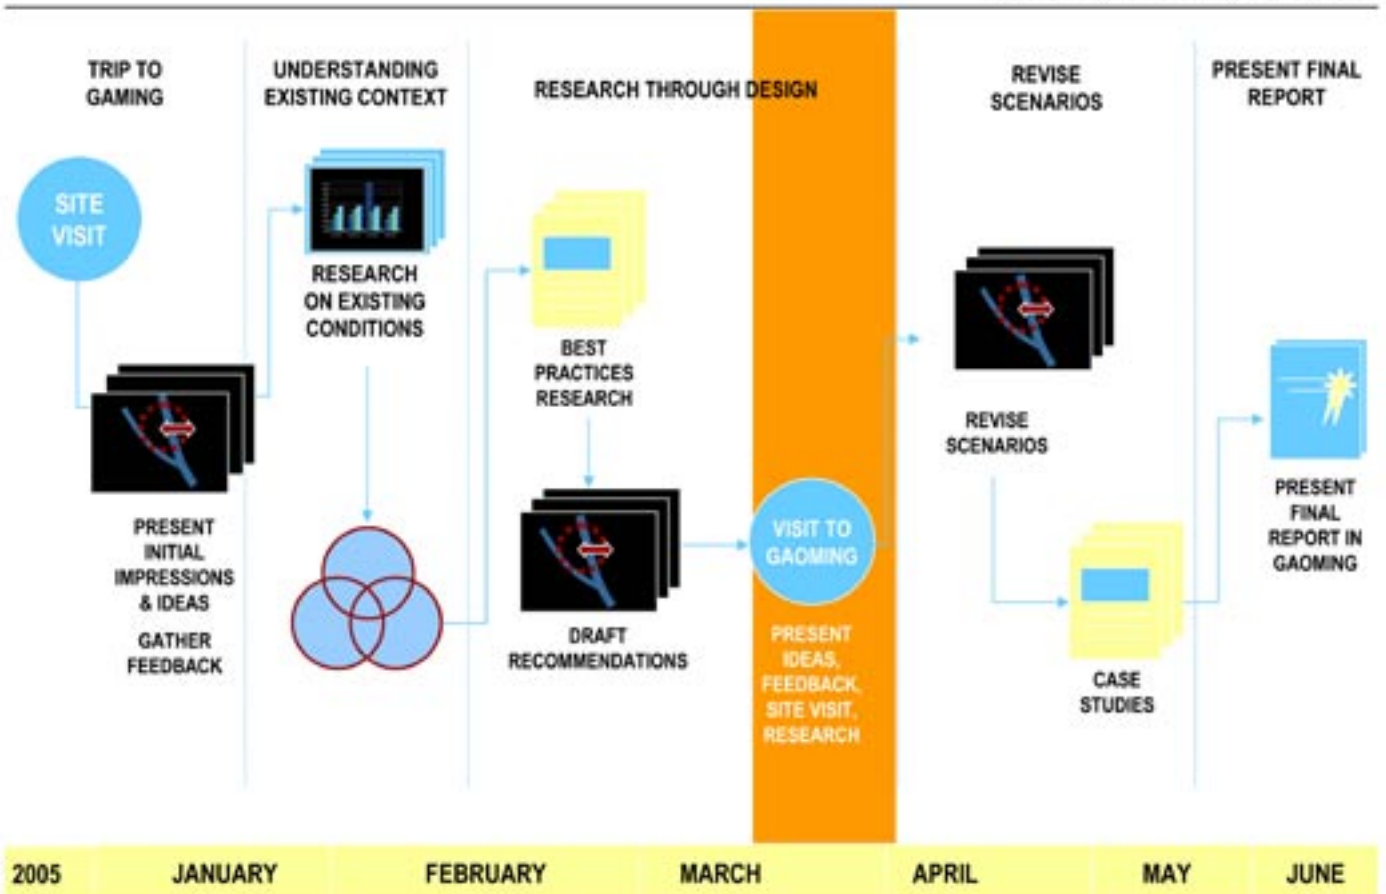 TRIP TO
GAMING
UNDERSTANDING
EXISTING CONTEXT
RESEARCH THROUGH DESIGN
REVISE
SCENARIOS
PRESENT FINAL
REPORT
SITE
VISIT
PRESENT
INITIAL
IMPRESSIONS
& IDEAS
GATHER
FEEDBACK
RESEARCH
ON EXISTING
CONDITIONS
BEST
PRACTICES
RESEARCH
DRAFT
RECOMMENDATIONS
VISIT TO
GAOMING
PRESENT
IDEAS,
FEEDBACK,
SITE VISIT,
RESEARCH
REVISE
SCENARIOS
CASE
STUDIES
PRESENT
FINAL
REPORT IN
GAOMING
2005 JANUARY FEBRUARY MARCH APRIL MAY JUNE